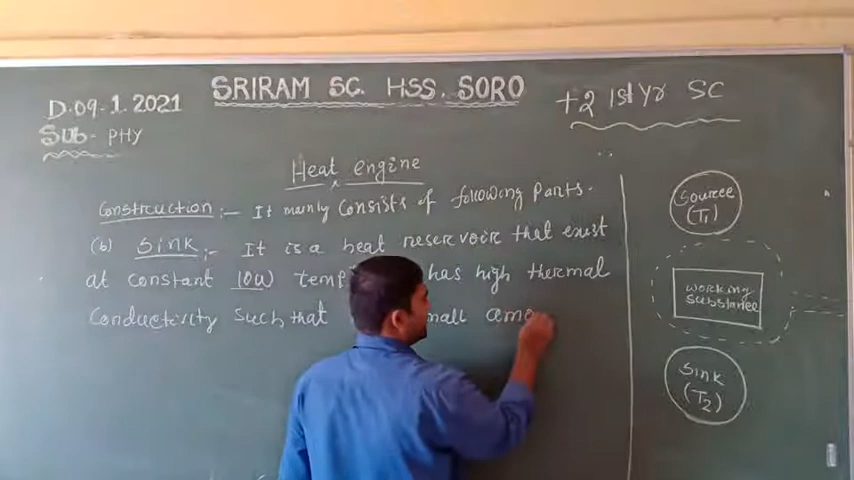 SRIRAM SC. HSS. SORO
D.09.1.2021
+2 1st Yr SC
Sub- PHY
Heat engine
Construction :- It mainly consists of following parts.
(b) Sink :- It is a heat reservoir that exist
at constant low temp has high thermal
Conductivity such that mall amo
Source
(T1)
working
substance
Sink
(T2)